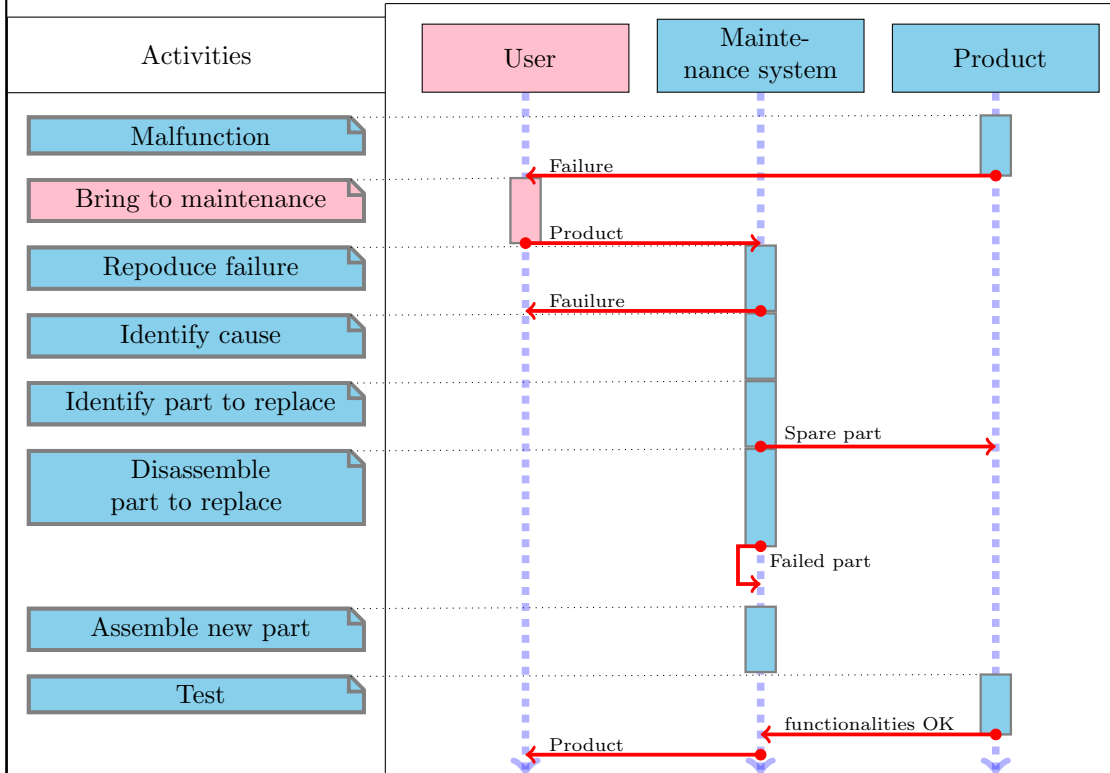 Activities
User
Mainte-
nance system
Product
Malfunction
Failure
Bring to maintenance
Product
Repoduce failure
Fauilure
Identify cause
Identify part to replace
Spare part
Disassemble
part to replace
Failed part
Assemble new part
Test
functionalities OK
Product